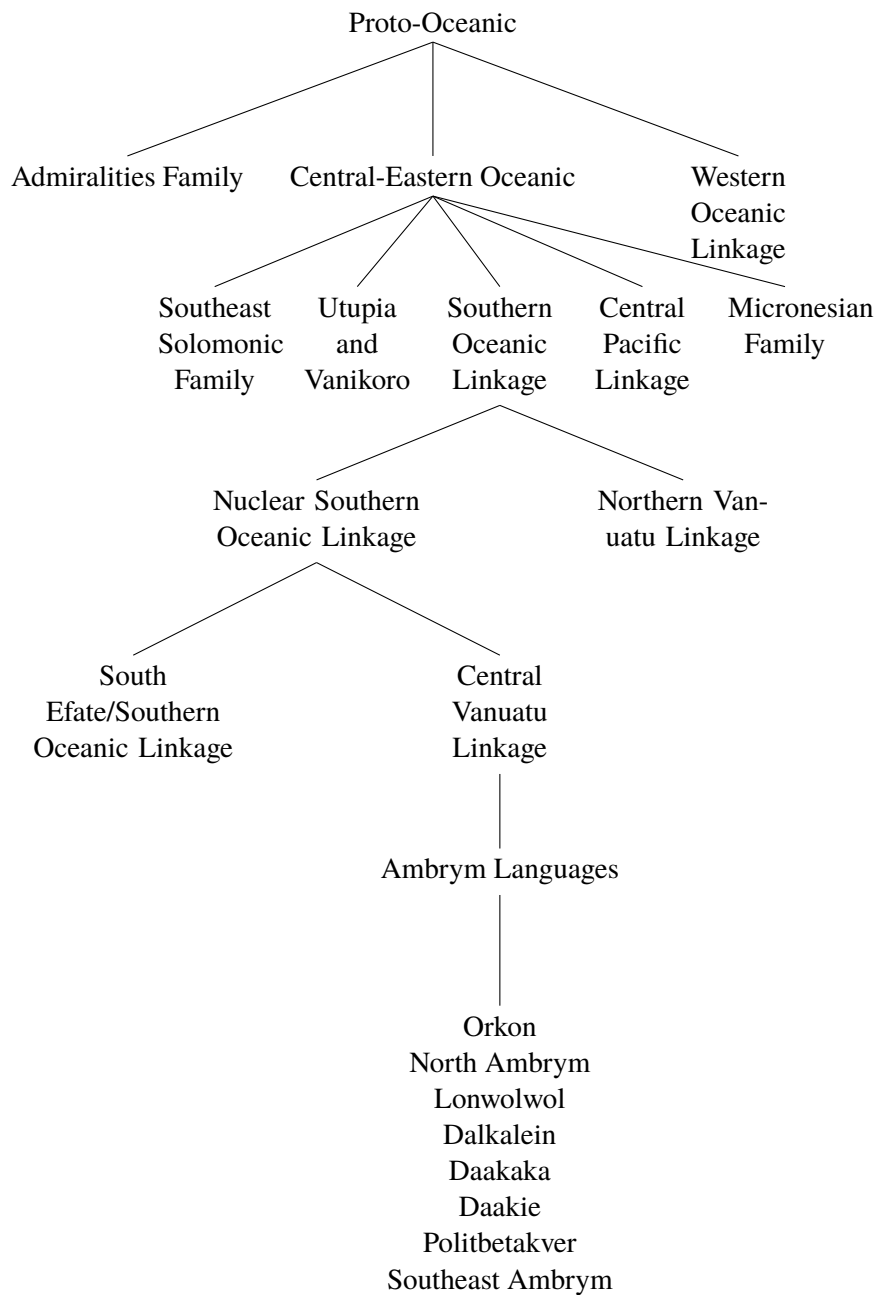 Proto-Oceanic
Admiralities Family
Central-Eastern Oceanic
Western
Oceanic
Linkage
Southeast
Solomonic
Family
Utupia
and
Vanikoro
Southern
Oceanic
Linkage
Central
Pacific
Linkage
Micronesian
Family
Nuclear Southern
Oceanic Linkage
Northern Van-
uatu Linkage
South
Efate/Southern
Oceanic Linkage
Central
Vanuatu
Linkage
Ambrym Languages
Orkon
North Ambrym
Lonwolwol
Dalkalein
Daakaka
Daakie
Politbetakver
Southeast Ambrym